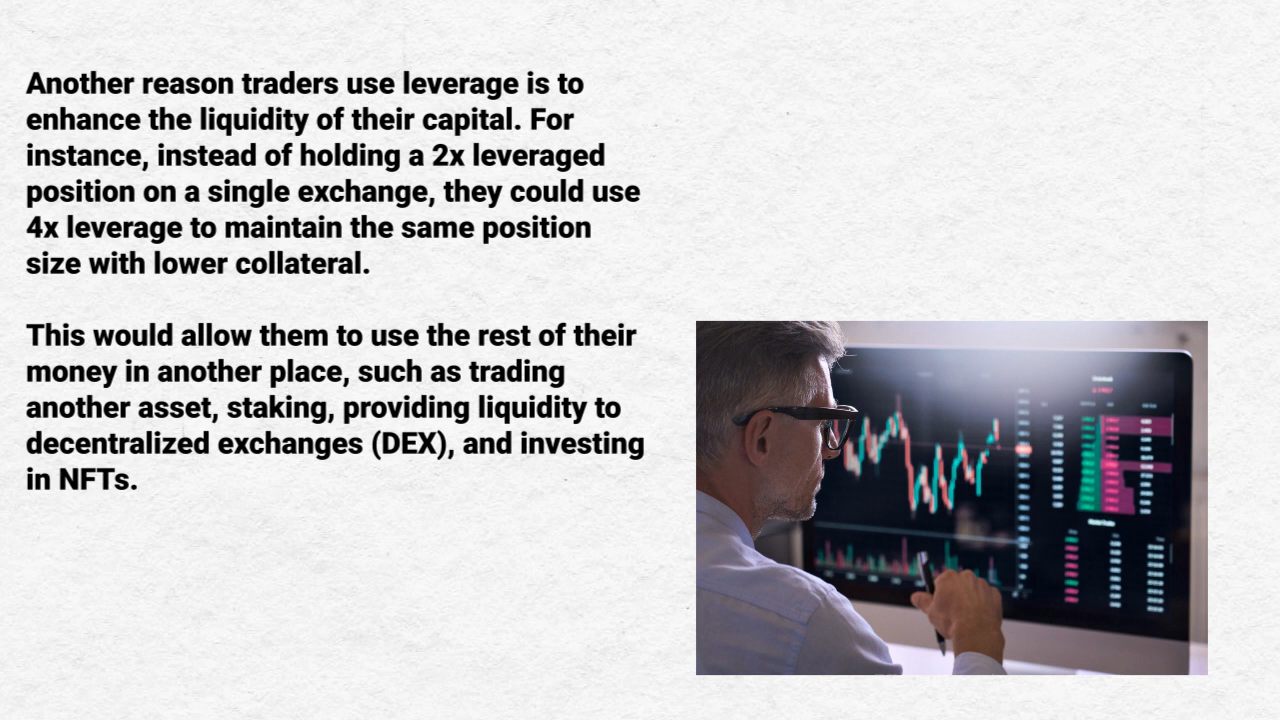 Another reason traders use leverage is to
enhance the liquidity of their capital. For
instance, instead of holding a 2x leveraged
position on a single exchange, they could use
4x leverage to maintain the same position
size with lower collateral.
This would allow them to use the rest of their
money in another place, such as trading
another asset, staking, providing liquidity to
decentralized exchanges (DEX), and investing
in NFTs.